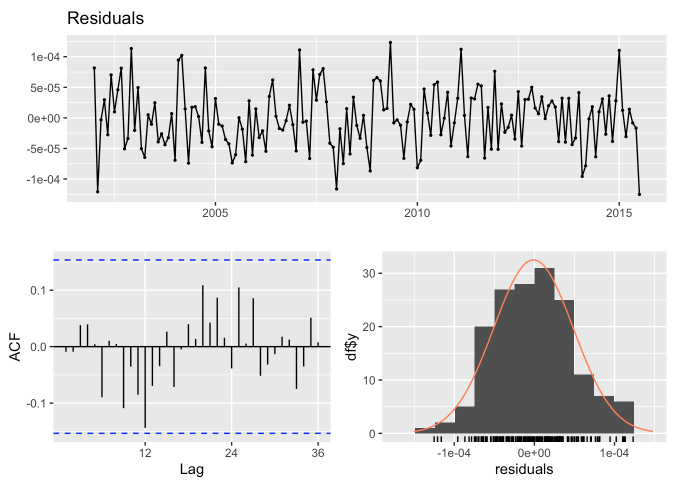 Residuals
1e-04
5e-05
0e+00
-5e-05
-1e-04
2005 2010 2015
ACF
0.1
0.0
-0.1
12 24 36
Lag
df$y
30
20
10
0
-1e-04 0e+00 1e-04
residuals